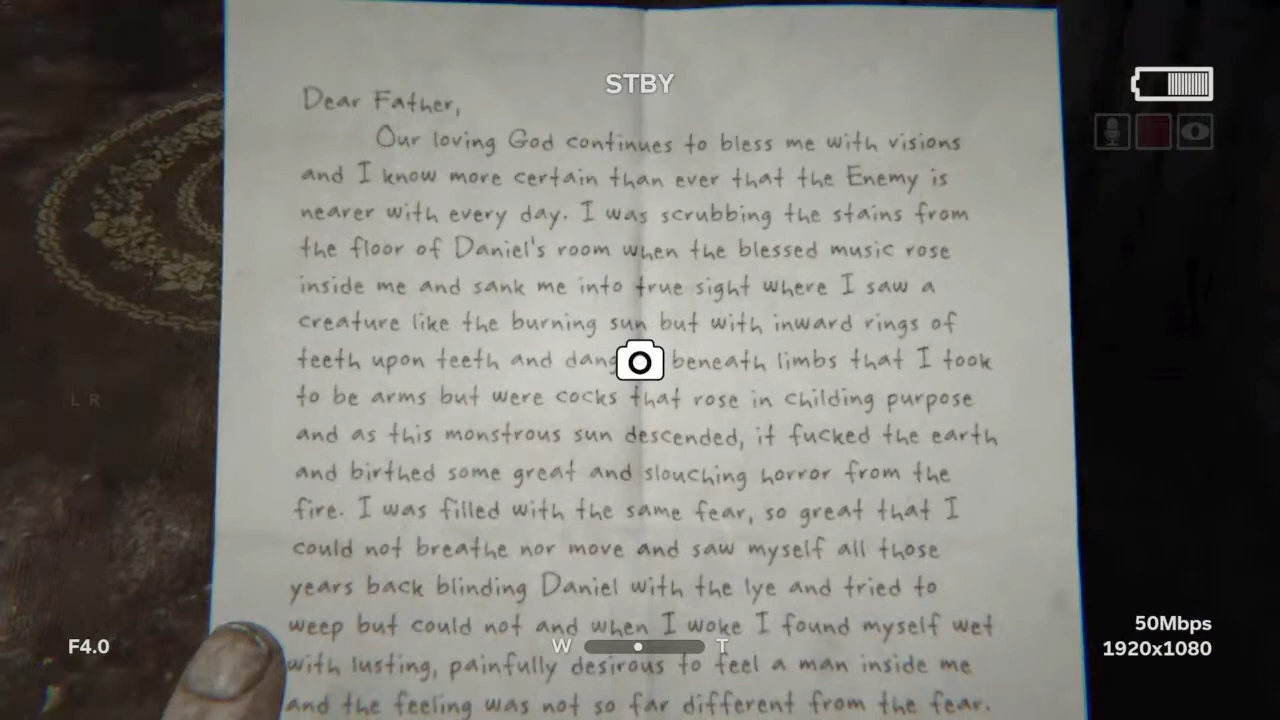 STBY
Dear Father,
Our loving God continues to bless me with visions
and I know more certain than ever that the Enemy is
nearer with every day. I was scrubbing the stains from
the floor of Daniel's room when the blessed music rose
inside me and sank me into true sight where I saw a
creature like the burning sun but with inward rings of
teeth upon teeth and beneath limbs that I took
to be arms but were cocks that rose in childing purpose
and as this monstrous sun descended, it fucked the earth
and birthed some great and slouching horror from the
fire. I was filled with the same fear, so great that I
could not breathe nor move and saw myself all those
years back blinding Daniel with the lye and tried to
weep but could not and when I woke I found myself wet
with lusting, painfully desirous to feel a man inside me
and the feeling was not so far different from the fear.
L R
F4.0
W T
50Mbps
1920x1080